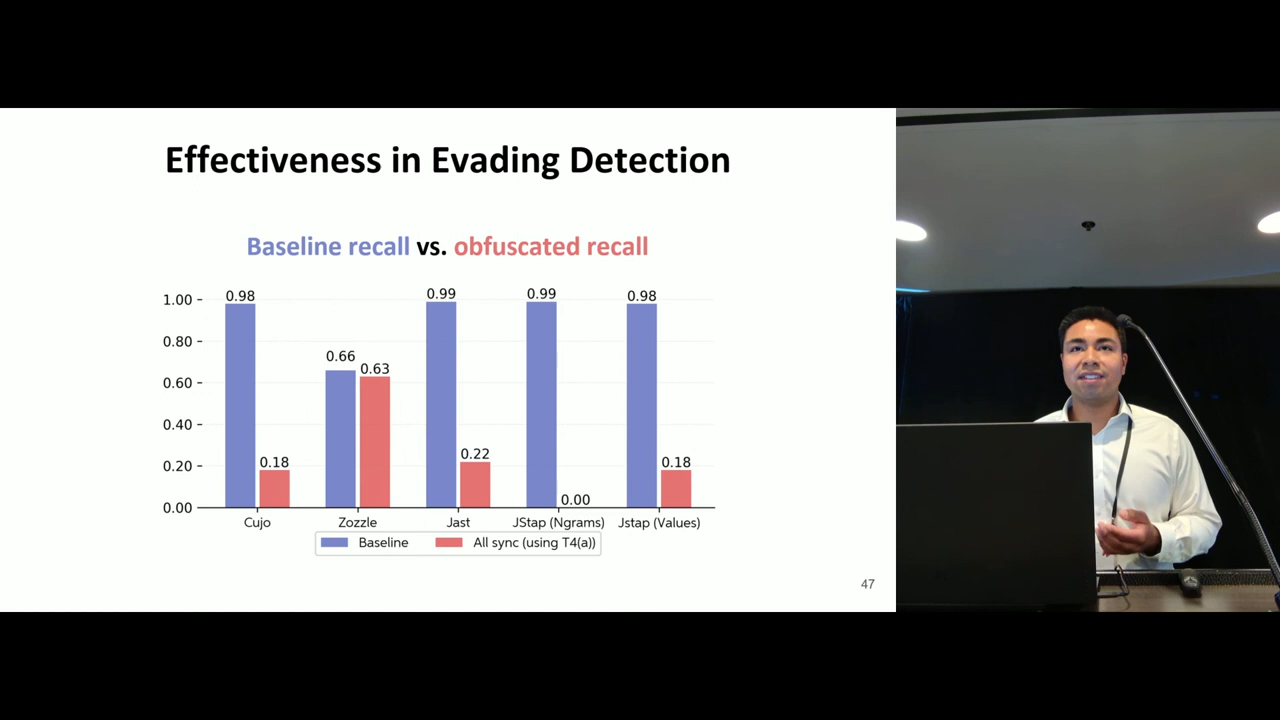 Effectiveness in Evading Detection
Baseline recall vs. obfuscated recall
1.00
0.80
0.60
0.40
0.20
0.00
0.98
0.18
0.66
0.63
0.99
0.22
0.99
0.00
0.98
0.18
Cujo
Zozzle
Jast
JStap (Ngrams)
Jstap (Values)
Baseline
All sync (using T4(a))
47